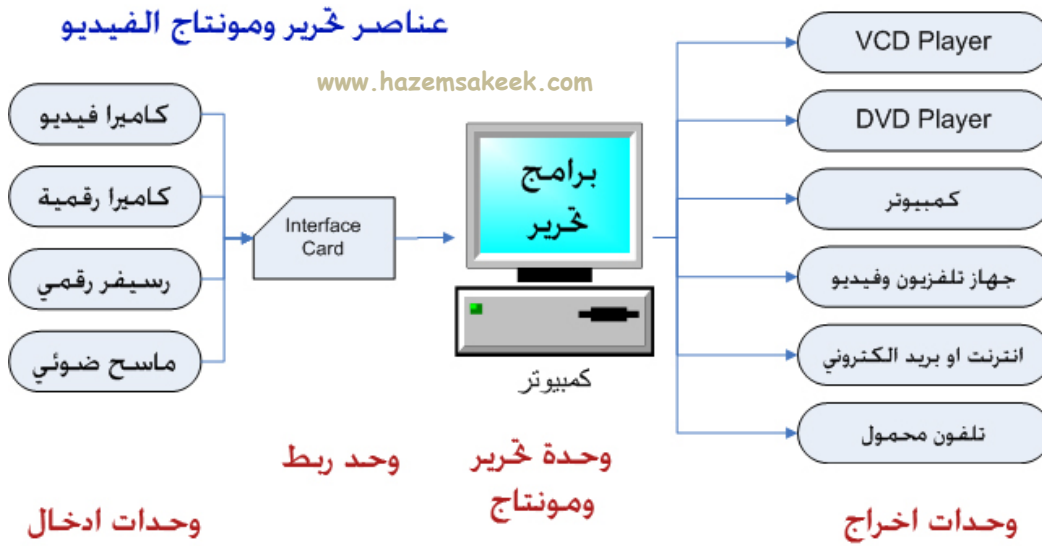 عناصر تحرير ومونتاج الفيديو
www.hazemsakeek.com
كاميرا فيديو
كاميرا رقمية
رسيفر رقمي
ماسح ضوئي
Interface
Card
برامج
تحرير
كمبيوتر
VCD Player
DVD Player
كمبيوتر
جهاز تلفزيون وفيديو
انترنت او بريد الكتروني
تلفون محمول
وحدات ادخال
وحد ربط
وحدة تحرير
ومونتاج
وحدات اخراج